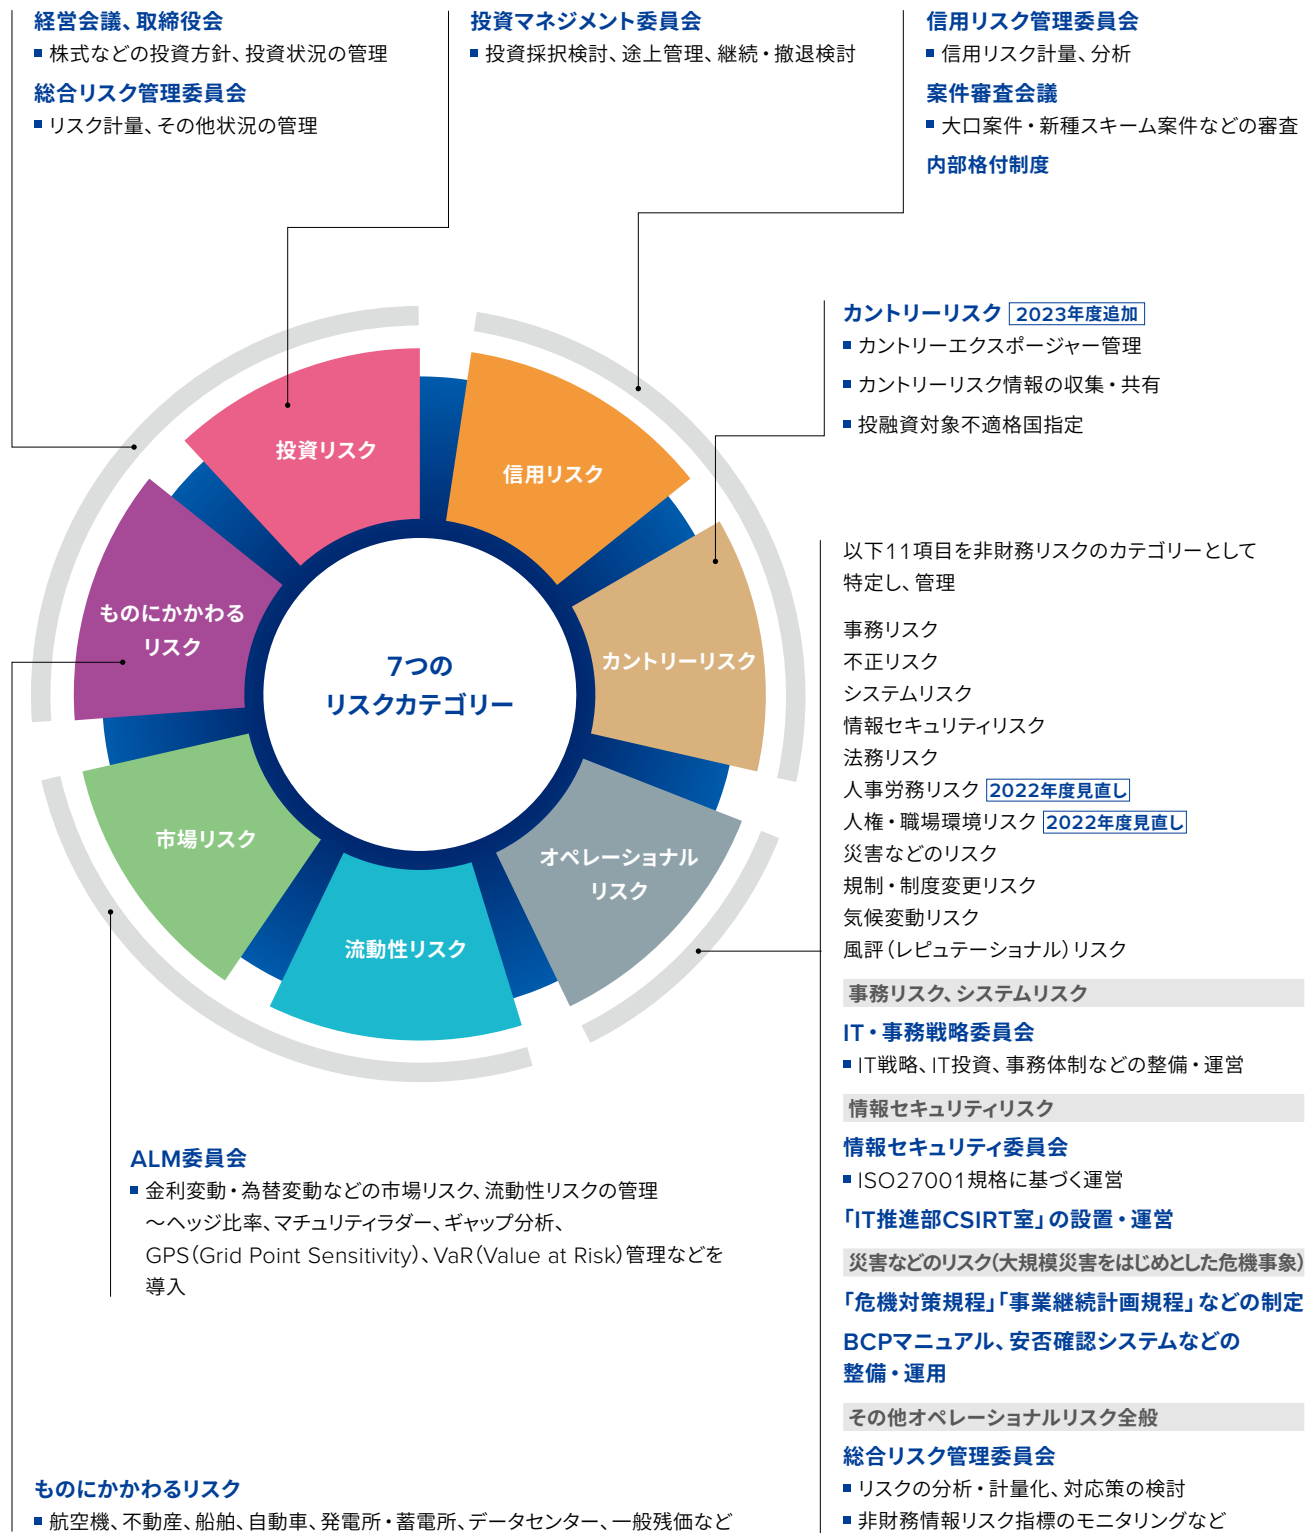 経営会議、取締役会
■ 株式などの投資方針、投資状況の管理
総合リスク管理委員会
■ リスク計量、その他状況の管理
投資マネジメント委員会
■ 投資採択検討、途上管理、継続・撤退検討
信用リスク管理委員会
■ 信用リスク計量、分析
案件審査会議
■ 大口案件・新種スキーム案件などの審査
内部格付制度
カントリーリスク 2023年度追加
■ カントリーエクスポージャー管理
■ カントリーリスク情報の収集・共有
■ 投融資対象不適格国指定
投資リスク
信用リスク
ものにかかわる
リスク
カントリーリスク
7つの
リスクカテゴリー
市場リスク
オペレーショナル
リスク
流動性リスク
以下11項目を非財務リスクのカテゴリーとして
特定し、管理
事務リスク
不正リスク
システムリスク
情報セキュリティリスク
法務リスク
人事労務リスク 2022年度見直し
人権・職場環境リスク 2022年度見直し
災害などのリスク
規制・制度変更リスク
気候変動リスク
風評(レピュテーショナル)リスク
事務リスク、システムリスク
IT・事務戦略委員会
■ IT戦略、IT投資、事務体制などの整備・運営
情報セキュリティリスク
情報セキュリティ委員会
■ ISO27001規格に基づく運営
「IT推進部CSIRT室」の設置・運営
災害などのリスク(大規模災害をはじめとした危機事象)
「危機対策規程」「事業継続計画規程」などの制定
BCPマニュアル、安否確認システムなどの
整備・運用
その他オペレーショナルリスク全般
総合リスク管理委員会
■ リスクの分析・計量化、対応策の検討
■ 非財務情報リスク指標のモニタリングなど
ALM委員会
■ 金利変動・為替変動などの市場リスク、流動性リスクの管理
～ヘッジ比率、マチュリティラダー、ギャップ分析、
GPS(Grid Point Sensitivity)、VaR(Value at Risk)管理などを
導入
ものにかかわるリスク
■ 航空機、不動産、船舶、自動車、発電所・蓄電所、データセンター、一般残価など